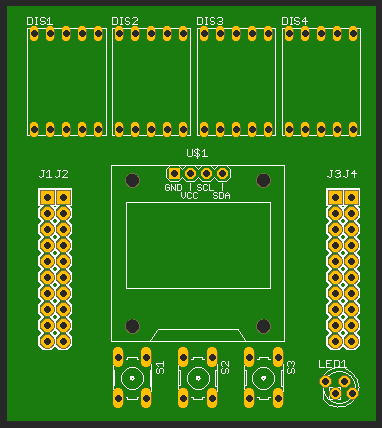 DIS1 DIS2 DIS3 DIS4
U$1
J1 J2 J3 J4
GND | SCL |
VCC SDA
S1 S2 S3
LED1